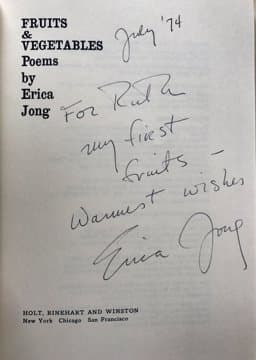 FRUITS
&
VEGETABLES
Poems
by
Erica
Jong
July '74
For Ruth
my first
fruits –
Warmest wishes
Erica Jong
HOLT, RINEHART AND WINSTON
New York Chicago San Francisco